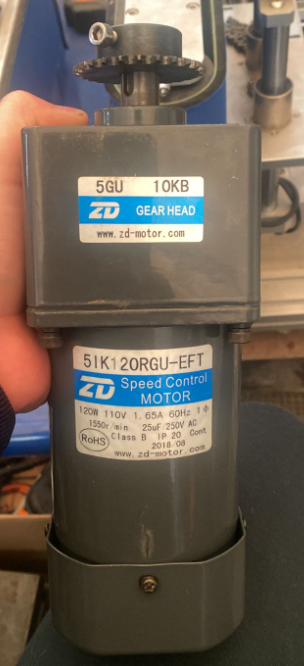 5GU 10KB
ZD GEAR HEAD
www.zd-motor.com
5IK120RGU-EFT
ZD Speed Control
MOTOR
120W 110V 1.65A 60Hz 1ϕ
1550r/min 25uF/250V AC
RoHS Class B IP 20 Cont.
2018/08
www.zd-motor.com